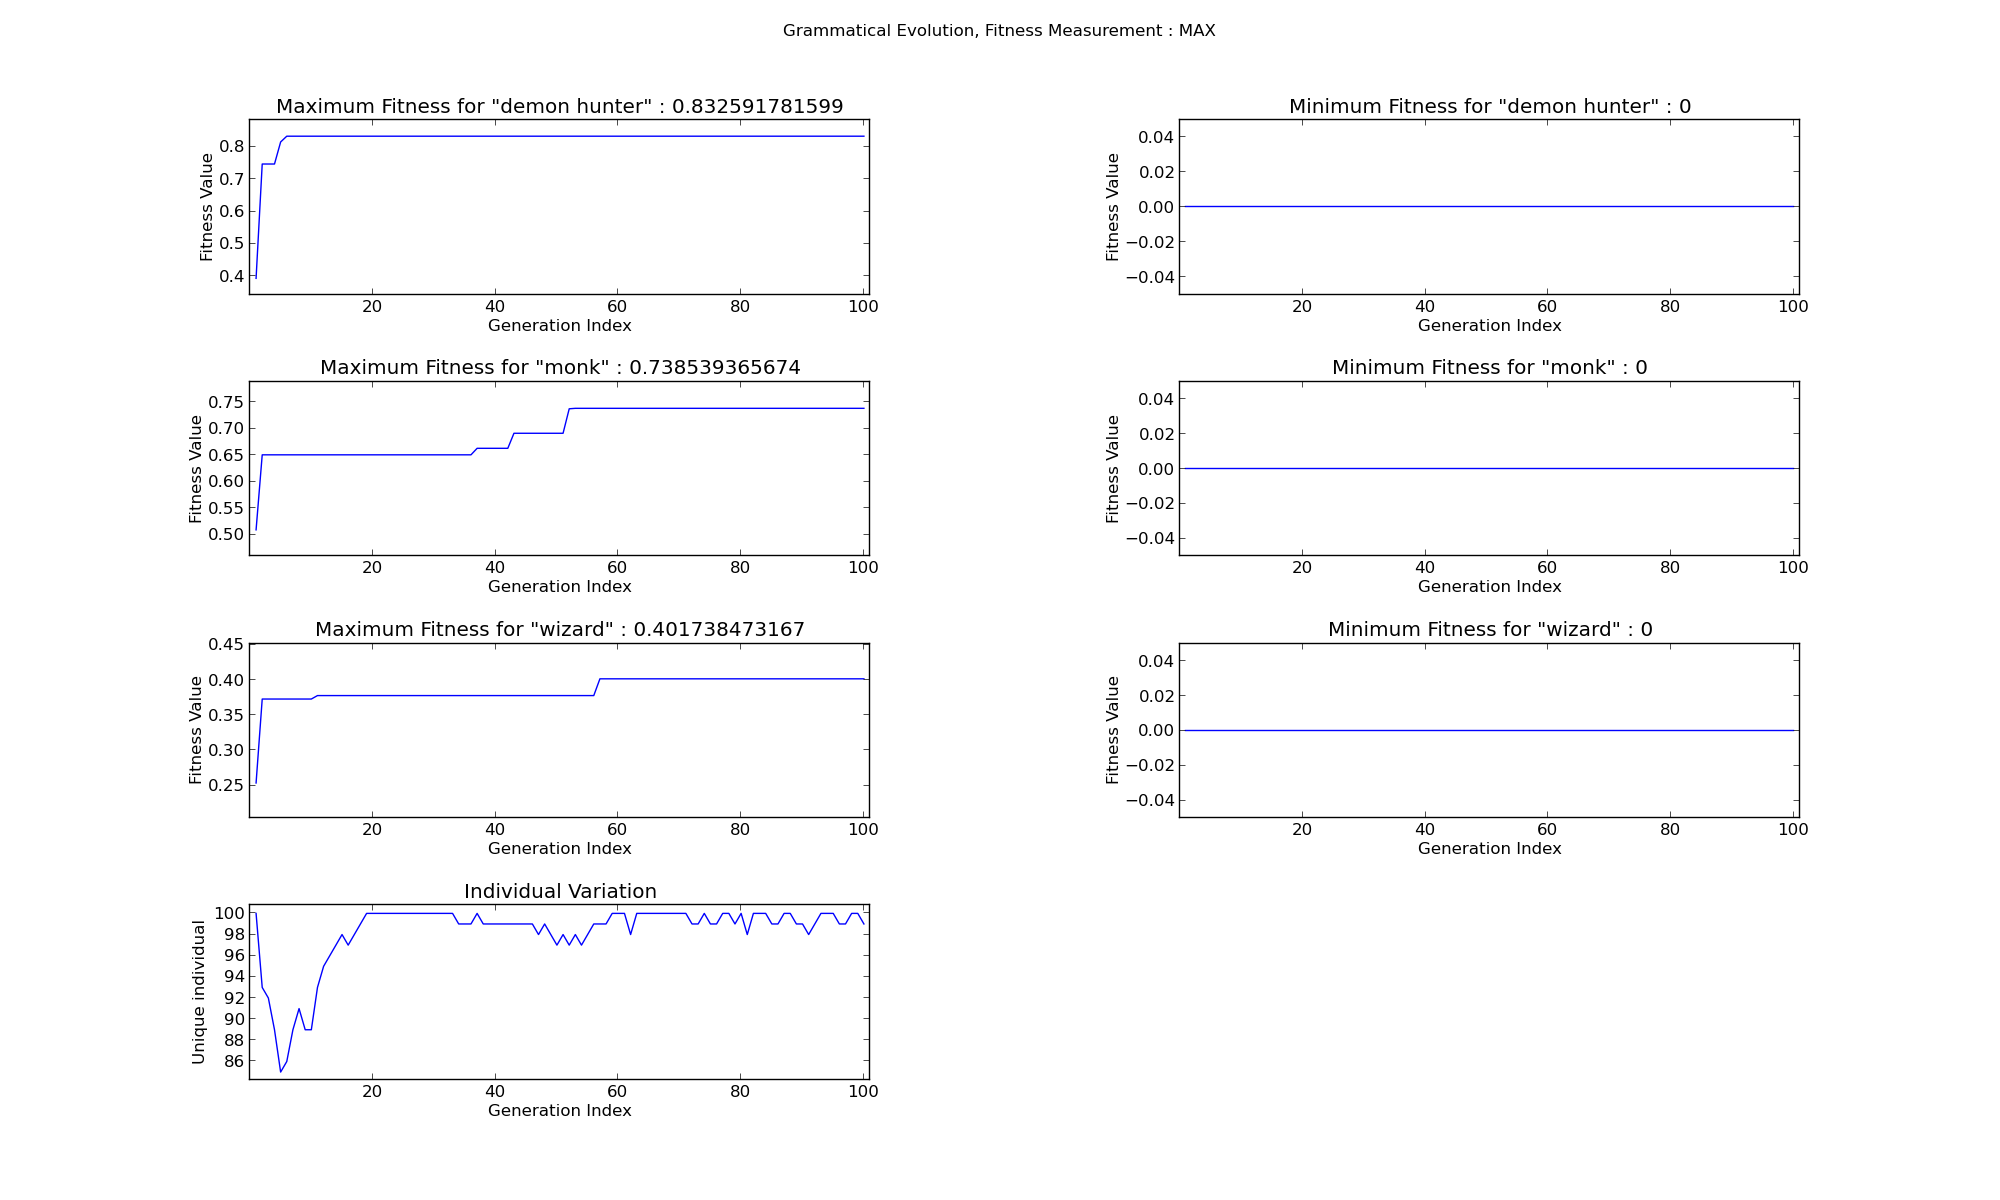 Grammatical Evolution, Fitness Measurement : MAX
Maximum Fitness for "demon hunter" : 0.832591781599
Fitness Value
0.8
0.7
0.6
0.5
0.4
20 40 60 80 100
Generation Index
Minimum Fitness for "demon hunter" : 0
Fitness Value
0.04
0.02
0.00
−0.02
−0.04
20 40 60 80 100
Generation Index
Maximum Fitness for "monk" : 0.738539365674
Fitness Value
0.75
0.70
0.65
0.60
0.55
0.50
20 40 60 80 100
Generation Index
Minimum Fitness for "monk" : 0
Fitness Value
0.04
0.02
0.00
−0.02
−0.04
20 40 60 80 100
Generation Index
Maximum Fitness for "wizard" : 0.401738473167
Fitness Value
0.45
0.40
0.35
0.30
0.25
20 40 60 80 100
Generation Index
Minimum Fitness for "wizard" : 0
Fitness Value
0.04
0.02
0.00
−0.02
−0.04
20 40 60 80 100
Generation Index
Individual Variation
Unique individual
100
98
96
94
92
90
88
86
20 40 60 80 100
Generation Index